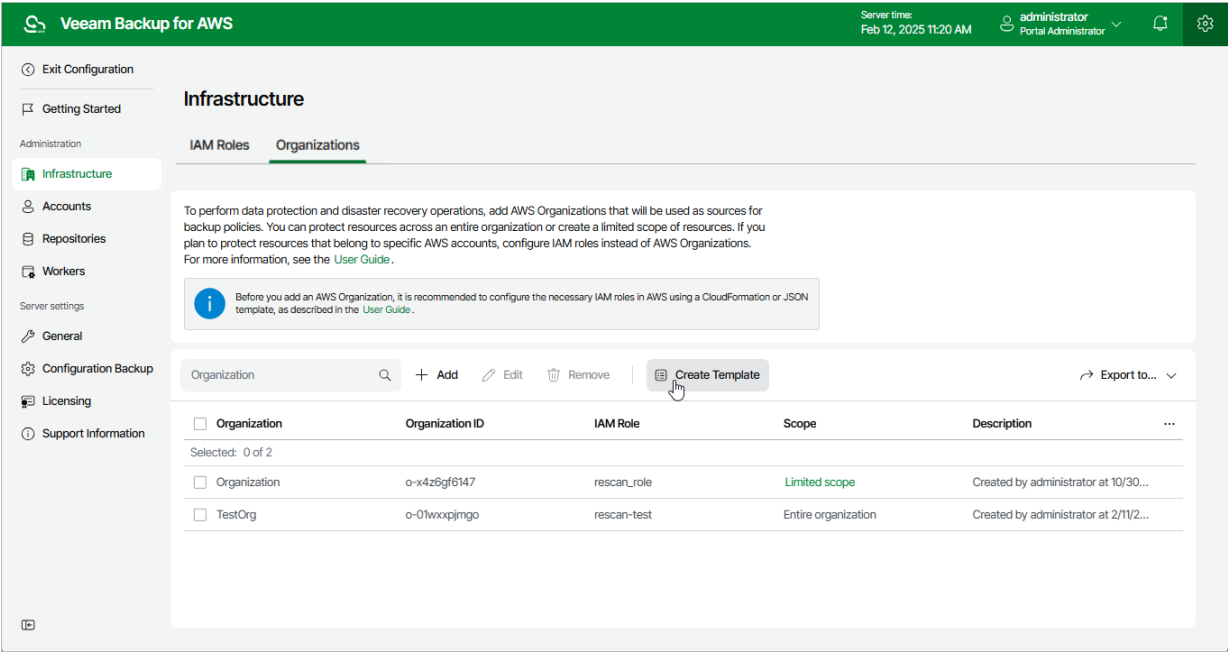 Veeam Backup for AWS
Server time:
Feb 12, 2025 11:20 AM
administrator
Portal Administrator
Exit Configuration
Getting Started
Administration
Infrastructure
Accounts
Repositories
Workers
Server settings
General
Configuration Backup
Licensing
Support Information
Infrastructure
IAM Roles Organizations
To perform data protection and disaster recovery operations, add AWS Organizations that will be used as sources for
backup policies. You can protect resources across an entire organization or create a limited scope of resources. If you
plan to protect resources that belong to specific AWS accounts, configure IAM roles instead of AWS Organizations.
For more information, see the User Guide.
Before you add an AWS Organization, it is recommended to configure the necessary IAM roles in AWS using a CloudFormation or JSON
template, as described in the User Guide.
Organization Add Edit Remove Create Template Export to...
Organization Organization ID IAM Role Scope Description ...
Selected: 0 of 2
Organization o-x4z6gf6147 rescan_role Limited scope Created by administrator at 10/30...
TestOrg o-01wxxpjmgo rescan-test Entire organization Created by administrator at 2/11/2...